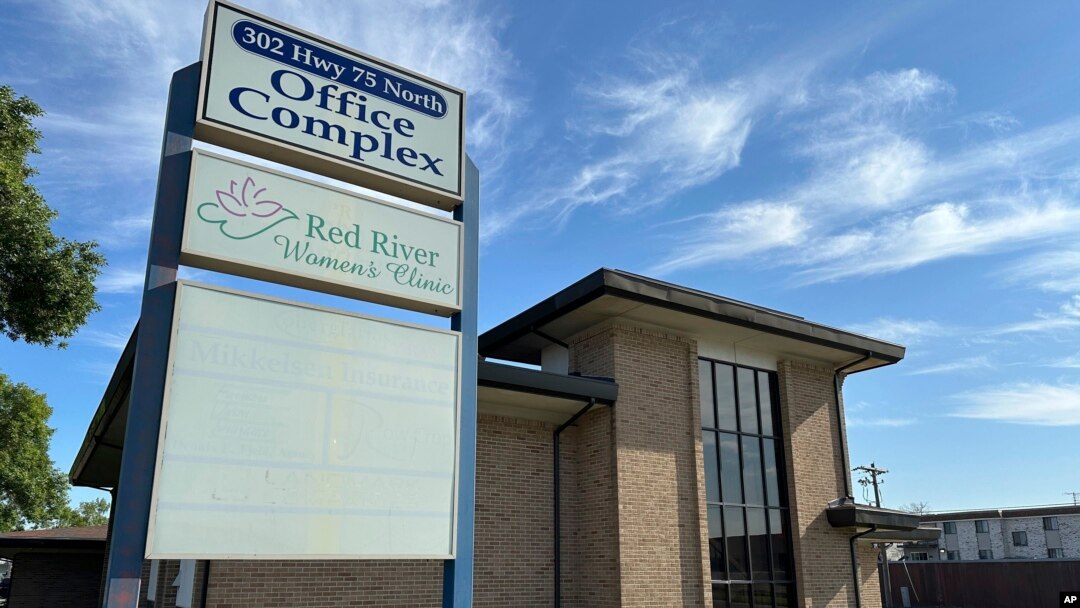 302 Hwy 75 North
Office
Complex
Red River
Women's Clinic
Mikkelsen Insurance
AP